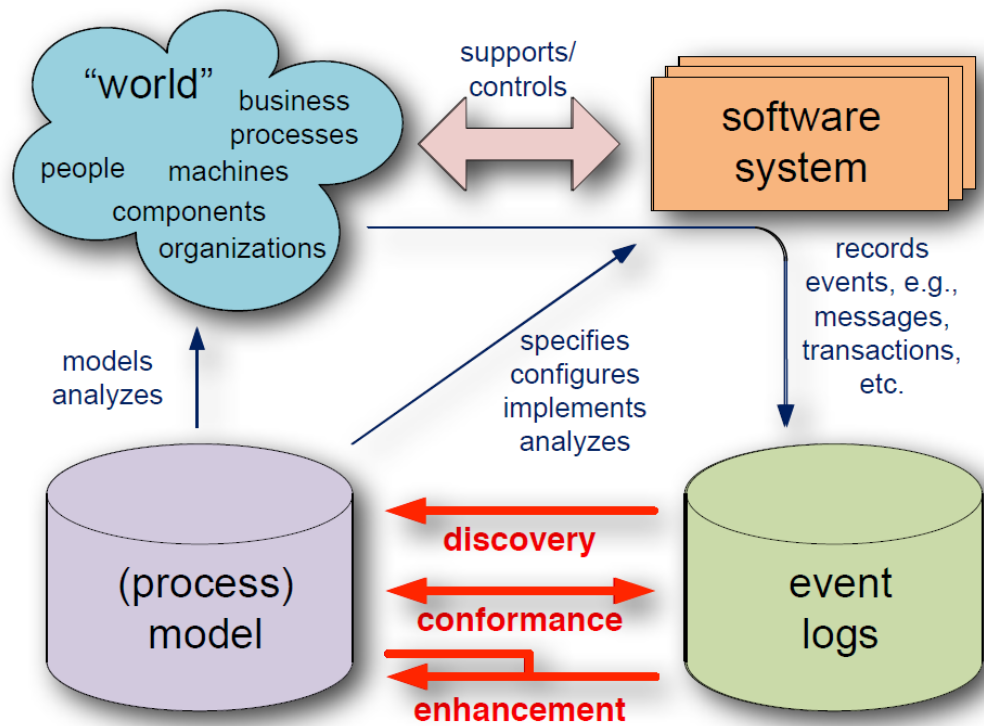 “world”
business
processes
people
machines
components
organizations
supports/
controls
software
system
records
events, e.g.,
messages,
transactions,
etc.
models
analyzes
specifies
configures
implements
analyzes
(process)
model
discovery
conformance
enhancement
event
logs